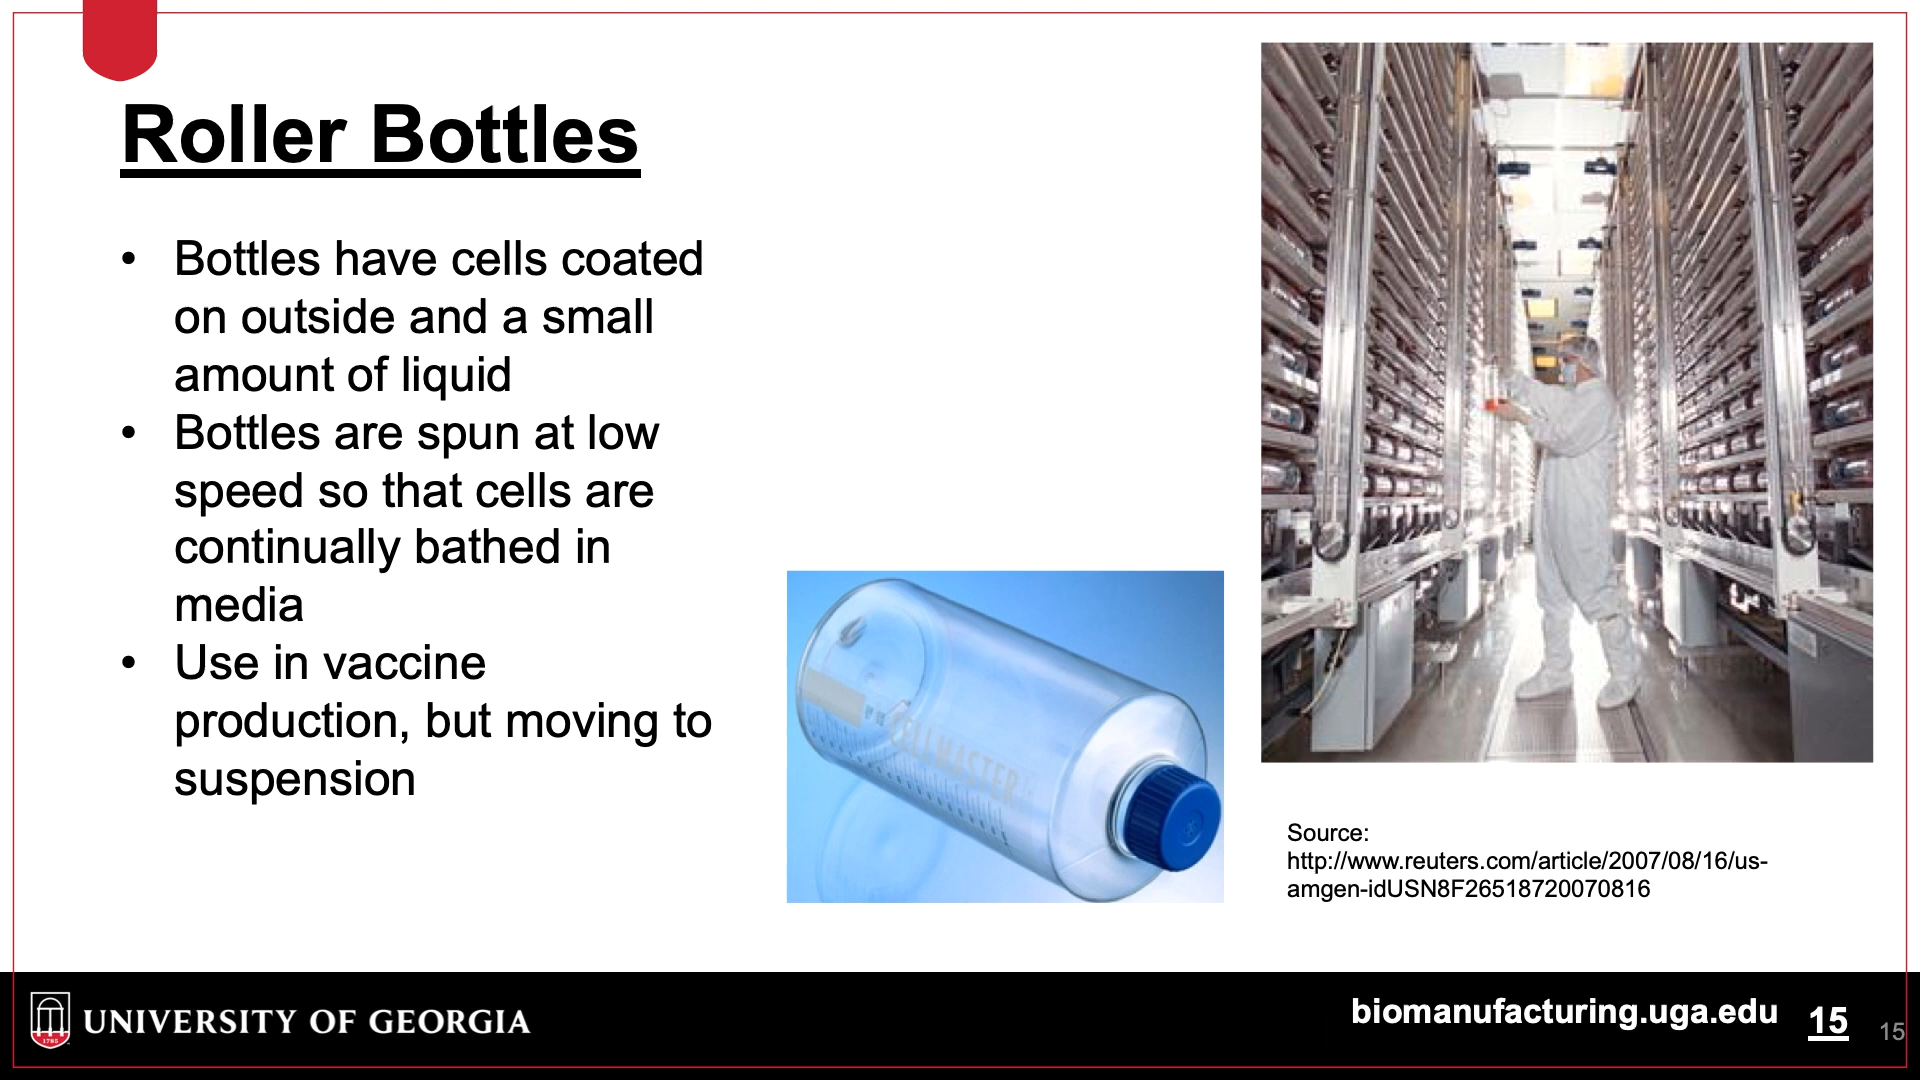 Roller Bottles
• Bottles have cells coated
on outside and a small
amount of liquid
• Bottles are spun at low
speed so that cells are
continually bathed in
media
• Use in vaccine
production, but moving to
suspension
CELLMASTER
Source:
http://www.reuters.com/article/2007/08/16/us-
amgen-idUSN8F26518720070816
1785
UNIVERSITY OF GEORGIA
biomanufacturing.uga.edu
15
15